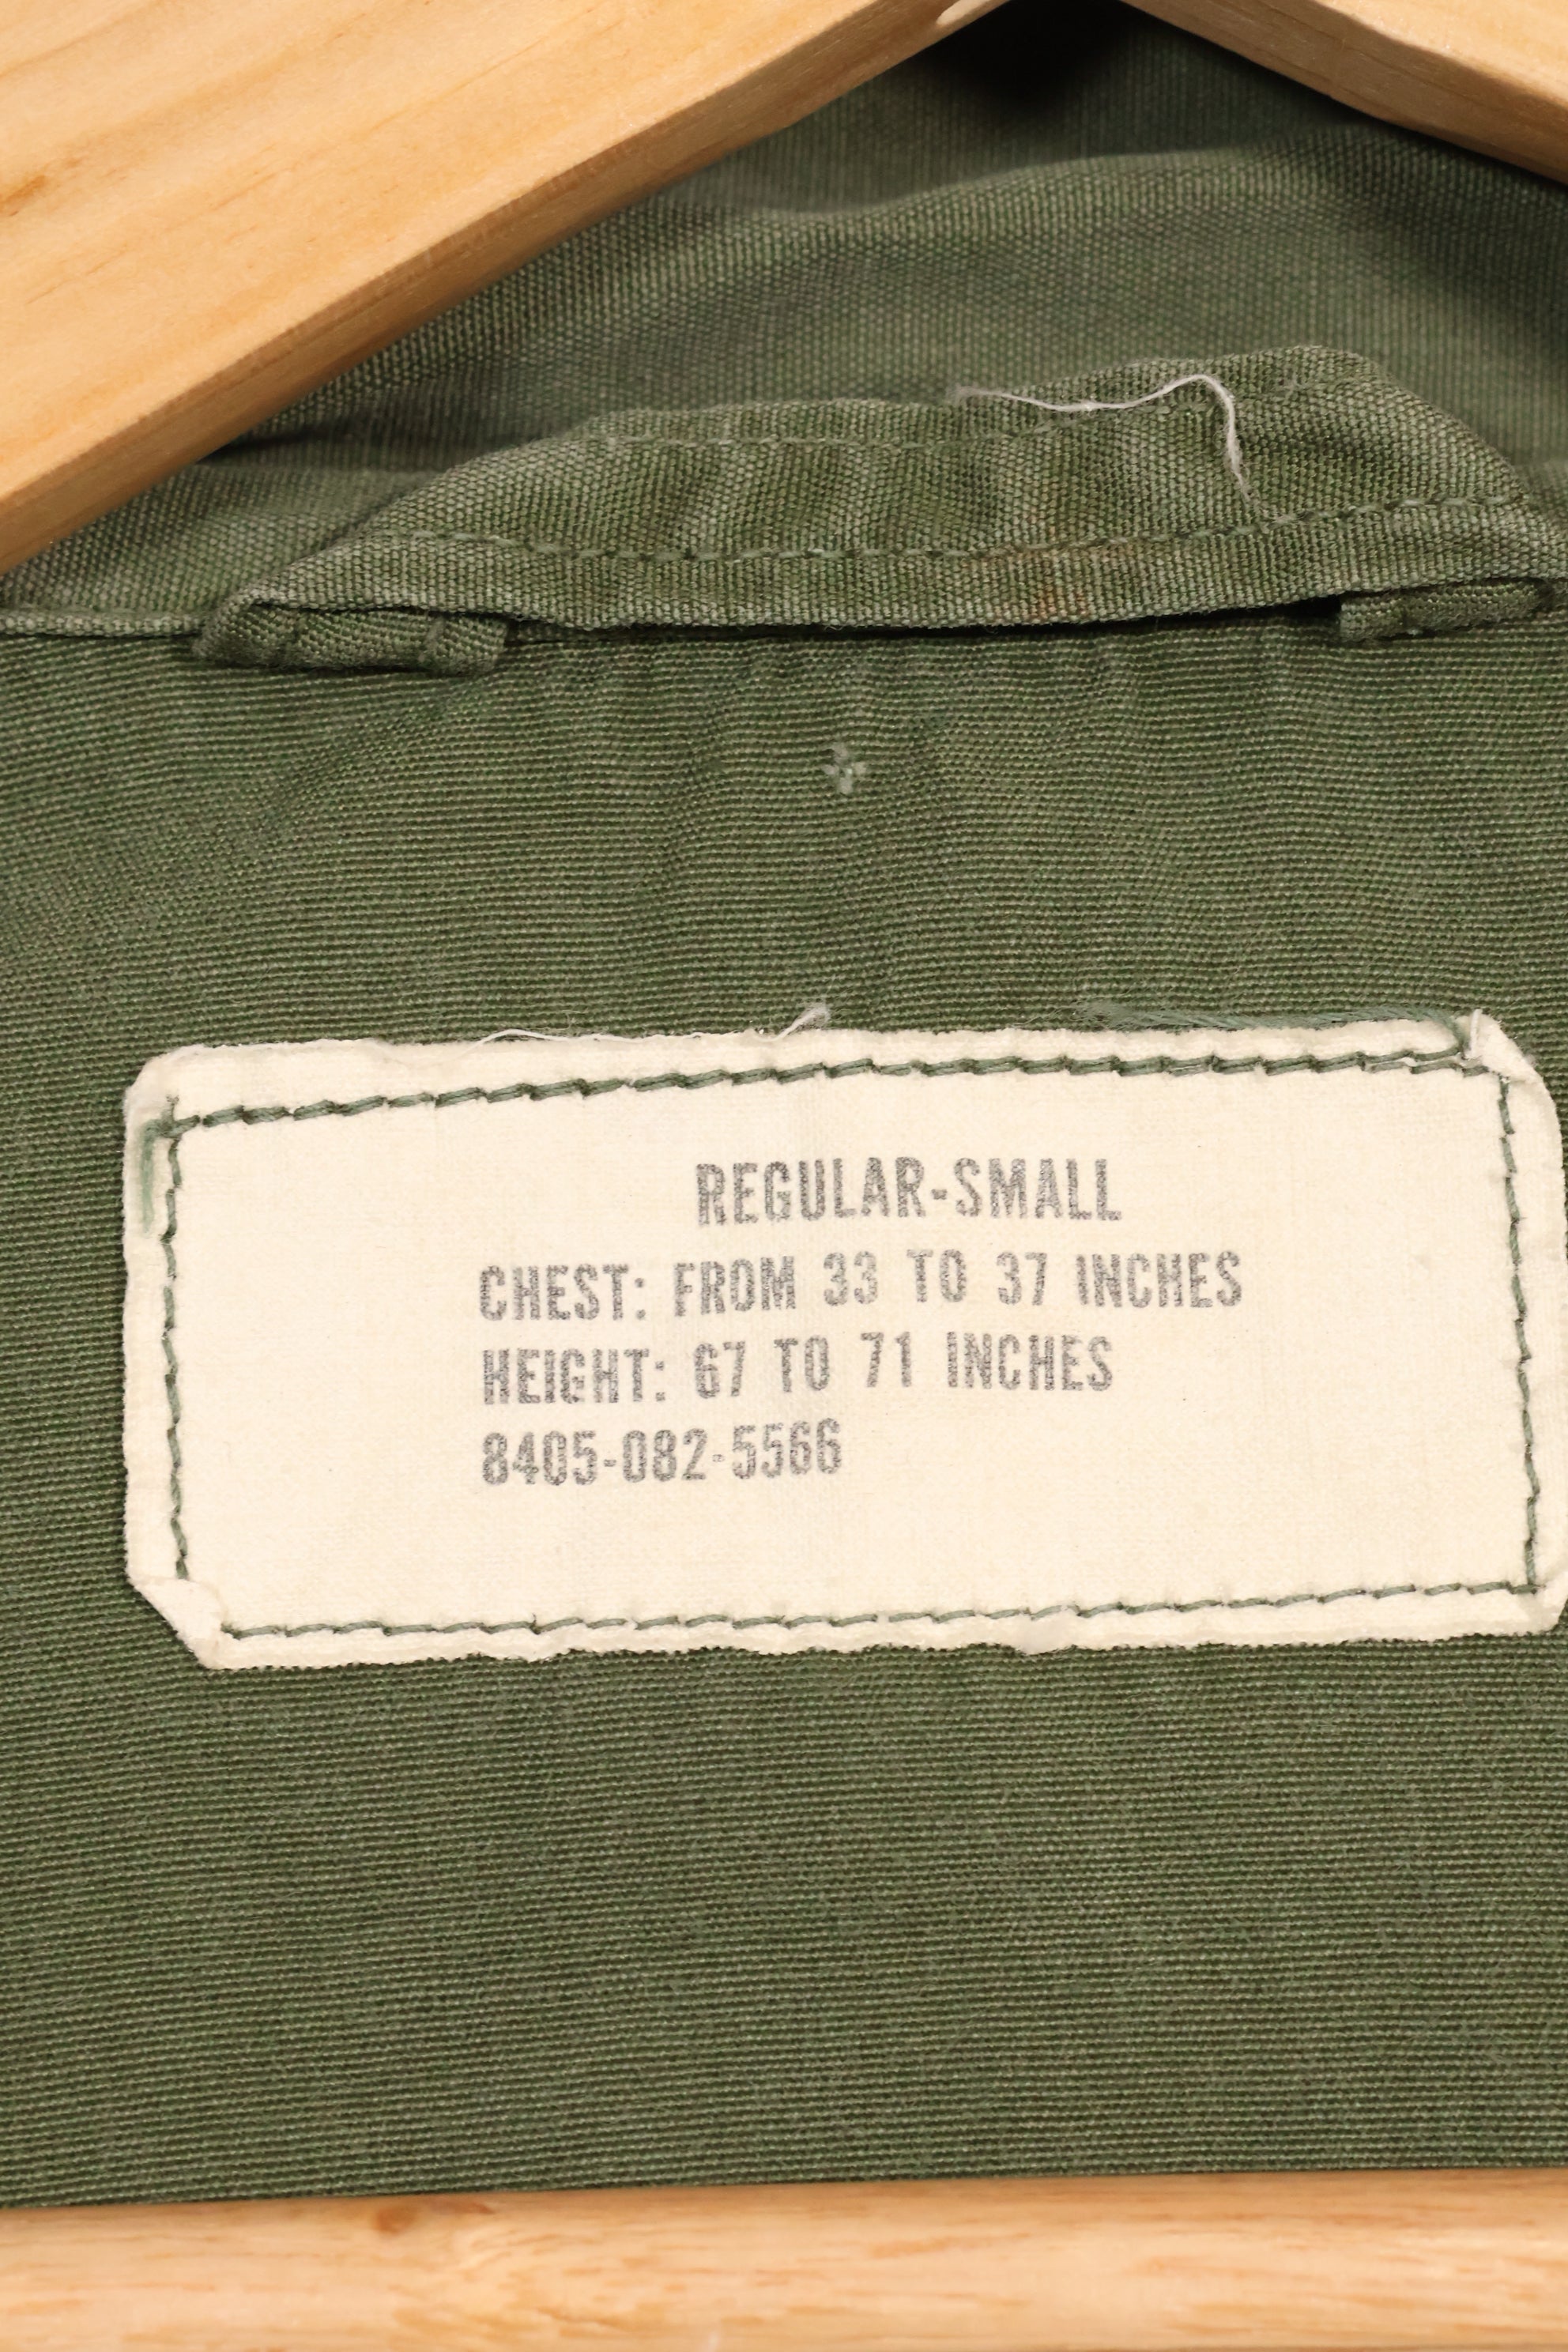 REGULAR-SMALL
CHEST: FROM 33 TO 37 INCHES
HEIGHT: 67 TO 71 INCHES
8405-082-5566